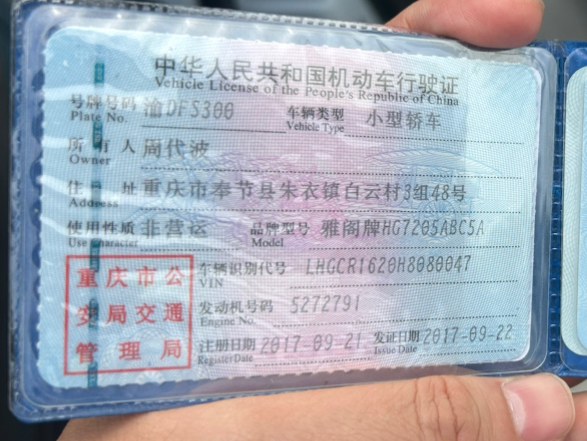 中华人民共和国机动车行驶证
Vehicle License of the People's Republic of China
号牌号码 渝DFS300 车辆类型 小型轿车
Plate No. Vehicle Type
所有人 周代波
Owner
住址 重庆市奉节县朱衣镇白云村3组48号
Address
使用性质 非营运 品牌型号 雅阁牌HG7205ABC5A
Use Character Model
重庆市公安局交通管理局
车辆识别代号 LHGCR1620H8080047
VIN
发动机号码 5272791
Engine No.
注册日期 2017-09-21 发证日期 2017-09-22
Register Date Issue Date